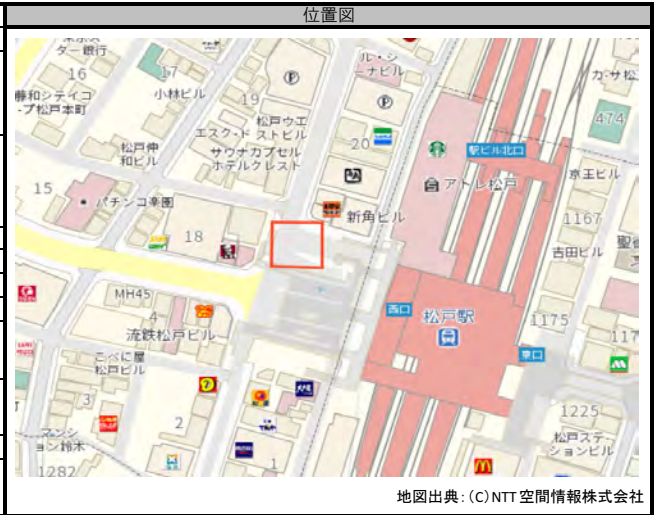 位置図
ター銀行
16
17
小林ビル
藤和シティコ
-プ松戸本町
19
ル・シ
ーナビル
カーサ松
474
松戸ウエ
ストビル
エスク-ド
サウナカプセル
ホテルクレスト
20
松戸伸
和ビル
駅ビル北口
アトレ松戸
京王ビル
15
パチンコ楽園
新角ビル
1167
18
吉田ビル
聖
MH45
4
流鉄松戸ビル
西口
松戸駅
1175
117
こべに屋
松戸ビル
東口
3
2
1
1225
松戸ステ-
ションビル
マンシ
ョン鈴木
1282
地図出典:(C)NTT空間情報株式会社